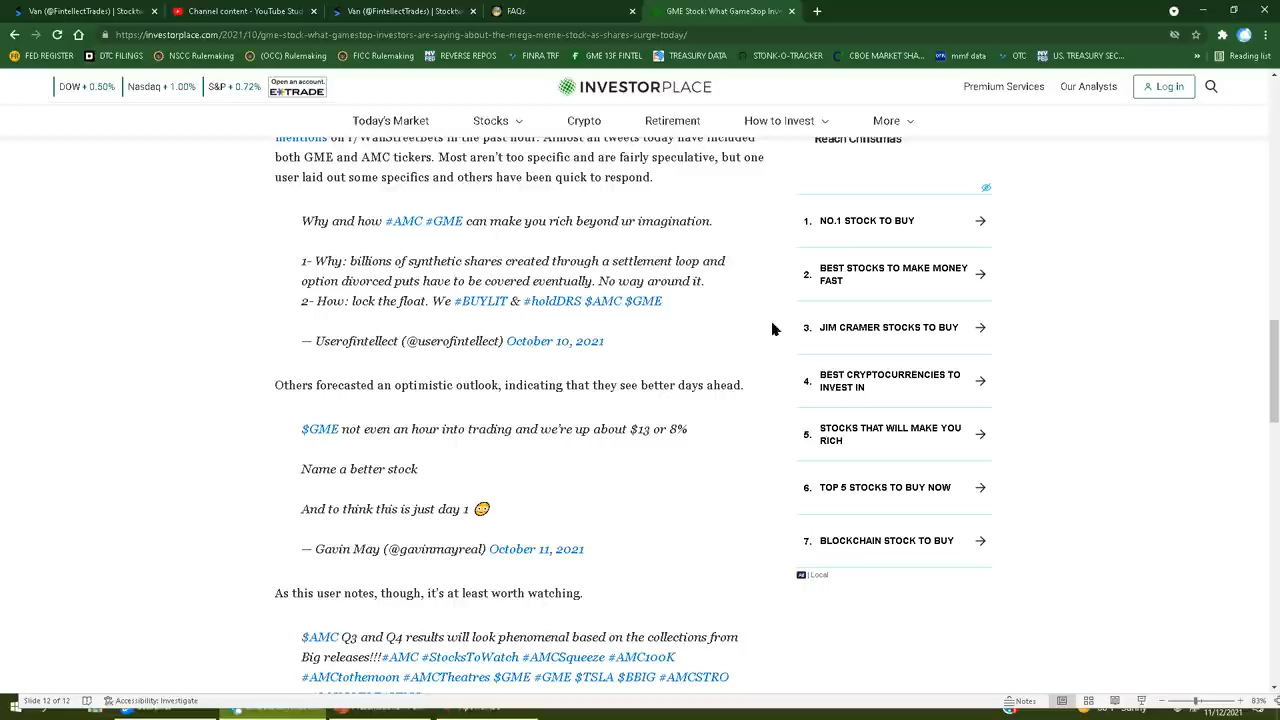 Van (@IntellectTrades) | Stocktw
Channel content - YouTube Stud
Van (@IntellectTrades) | Stocktw
FAQs
GME Stock: What GameStop Inve
https://investorplace.com/2021/10/gme-stock-what-gamestop-investors-are-saying-about-the-mega-meme-stock-as-shares-surge-today/
FED REGISTER
DTC FILINGS
NSCC Rulemaking
(OCC) Rulemaking
FICC Rulemaking
REVERSE REPOS
FINRA TRF
GME 13F FINTEL
TREASURY DATA
STONK-O-TRACKER
CBOE MARKET SHA...
mmf data
OTC
U.S. TREASURY SEC...
»
Reading list
DOW + 0.50%
Nasdaq + 1.00%
S&P + 0.72%
Open an account.
E*TRADE
INVESTORPLACE
Premium Services
Our Analysts
Log in
Today's Market
Stocks
Crypto
Retirement
How to Invest
More
mentions on r/WallStreetBets in the past hour. Almost all tweets today have included
both GME and AMC tickers. Most aren't too specific and are fairly speculative, but one
user laid out some specifics and others have been quick to respond.
Why and how #AMC #GME can make you rich beyond ur imagination.
1- Why: billions of synthetic shares created through a settlement loop and
option divorced puts have to be covered eventually. No way around it.
2- How: lock the float. We #BUYLIT & #holdDRS $AMC $GME
— Userofintellect (@userofintellect) October 10, 2021
Others forecasted an optimistic outlook, indicating that they see better days ahead.
$GME not even an hour into trading and we're up about $13 or 8%
Name a better stock
And to think this is just day 1
— Gavin May (@gavinmayreal) October 11, 2021
As this user notes, though, it's at least worth watching.
$AMC Q3 and Q4 results will look phenomenal based on the collections from
Big releases!!!#AMC #StocksToWatch #AMCSqueeze #AMC100K
#AMCtothemoon #AMCTheatres $GME #GME $TSLA $BBIG #AMCSTRO
Reach Christmas
1. NO.1 STOCK TO BUY
2. BEST STOCKS TO MAKE MONEY
FAST
3. JIM CRAMER STOCKS TO BUY
4. BEST CRYPTOCURRENCIES TO
INVEST IN
5. STOCKS THAT WILL MAKE YOU
RICH
6. TOP 5 STOCKS TO BUY NOW
7. BLOCKCHAIN STOCK TO BUY
Ad | Local
Slide 12 of 12
Accessibility: Investigate
Notes
83%
11/12/2021